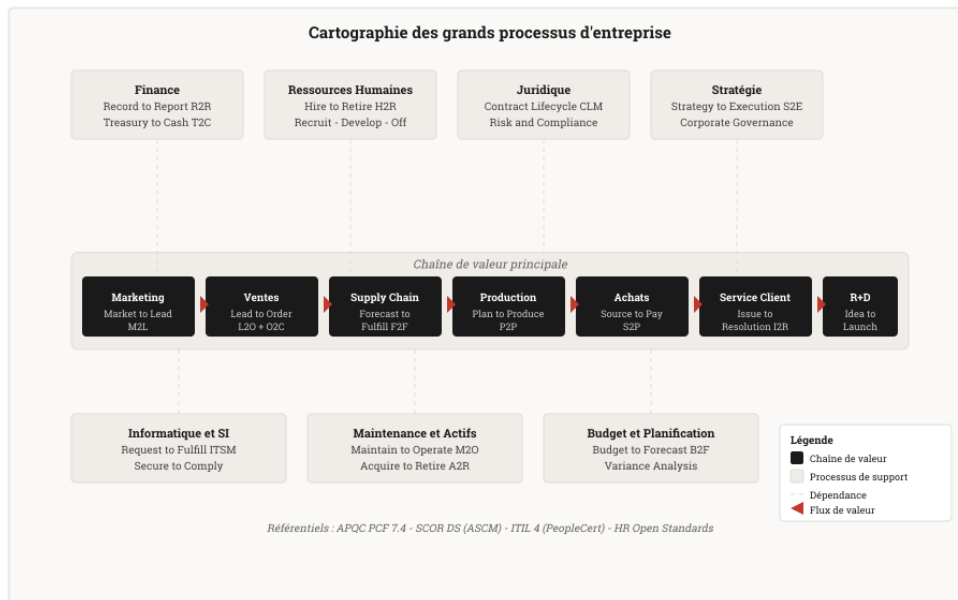 Cartographie des grands processus d'entreprise
Finance
Record to Report R2R
Treasury to Cash T2C
Ressources Humaines
Hire to Retire H2R
Recruit - Develop - Off
Juridique
Contract Lifecycle CLM
Risk and Compliance
Stratégie
Strategy to Execution S2E
Corporate Governance
Chaîne de valeur principale
Marketing
Market to Lead
M2L
Ventes
Lead to Order
L2O + O2C
Supply Chain
Forecast to
Fulfill F2F
Production
Plan to Produce
P2P
Achats
Source to Pay
S2P
Service Client
Issue to
Resolution I2R
R+D
Idea to
Launch
Informatique et SI
Request to Fulfill ITSM
Secure to Comply
Maintenance et Actifs
Maintain to Operate M2O
Acquire to Retire A2R
Budget et Planification
Budget to Forecast B2F
Variance Analysis
Légende
Chaîne de valeur
Processus de support
Dépendance
Flux de valeur
Référentiels : APQC PCF 7.4 - SCOR DS (ASCM) - ITIL 4 (PeopleCert) - HR Open Standards